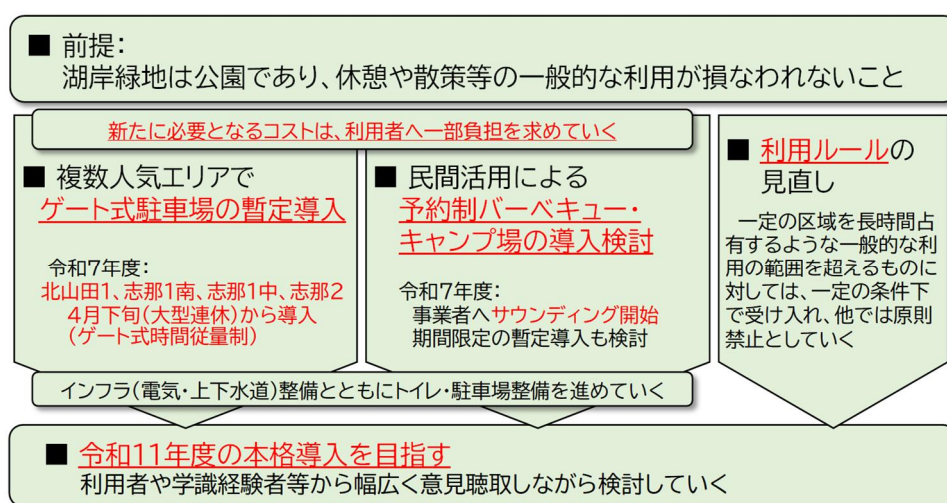 ■ 前提：
湖岸緑地は公園であり、休憩や散策等の一般的な利用が損なわれないこと
新たに必要となるコストは、利用者へ一部負担を求めていく
■ 複数人気エリアで
ゲート式駐車場の暫定導入
令和7年度：
北山田1、志那1南、志那1中、志那2
4月下旬(大型連休)から導入
(ゲート式時間従量制)
■ 民間活用による
予約制バーベキュー・
キャンプ場の導入検討
令和7年度：
事業者へサウンディング開始
期間限定の暫定導入も検討
■ 利用ルールの
見直し
一定の区域を長時間占
有するような一般的な利
用の範囲を超えるものに
対しては、一定の条件下
で受け入れ、他では原則
禁止としていく
インフラ(電気・上下水道)整備とともにトイレ・駐車場整備を進めていく
■ 令和11年度の本格導入を目指す
利用者や学識経験者等から幅広く意見聴取しながら検討していく